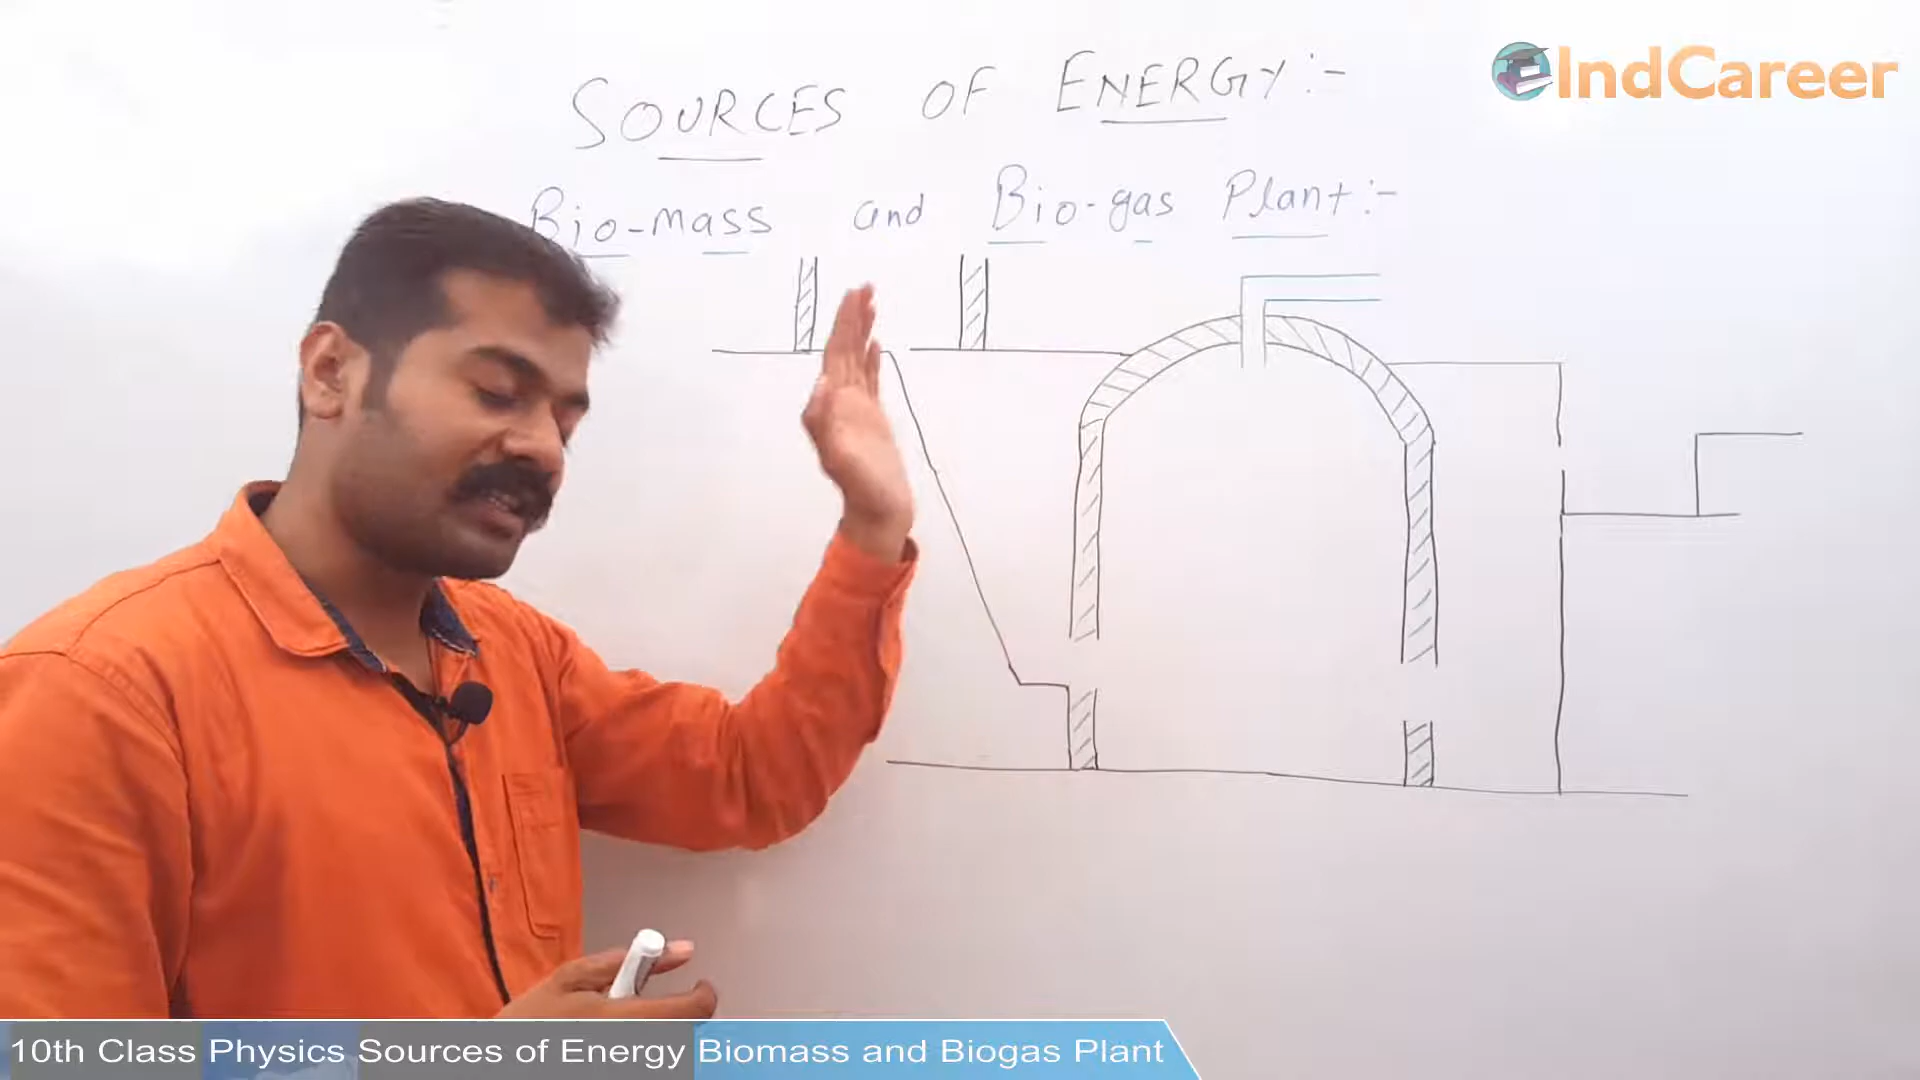 IndCareer
SOURCES OF ENERGY:-
Bio-mass and Bio-gas Plant:-
10th Class Physics Sources of Energy Biomass and Biogas Plant